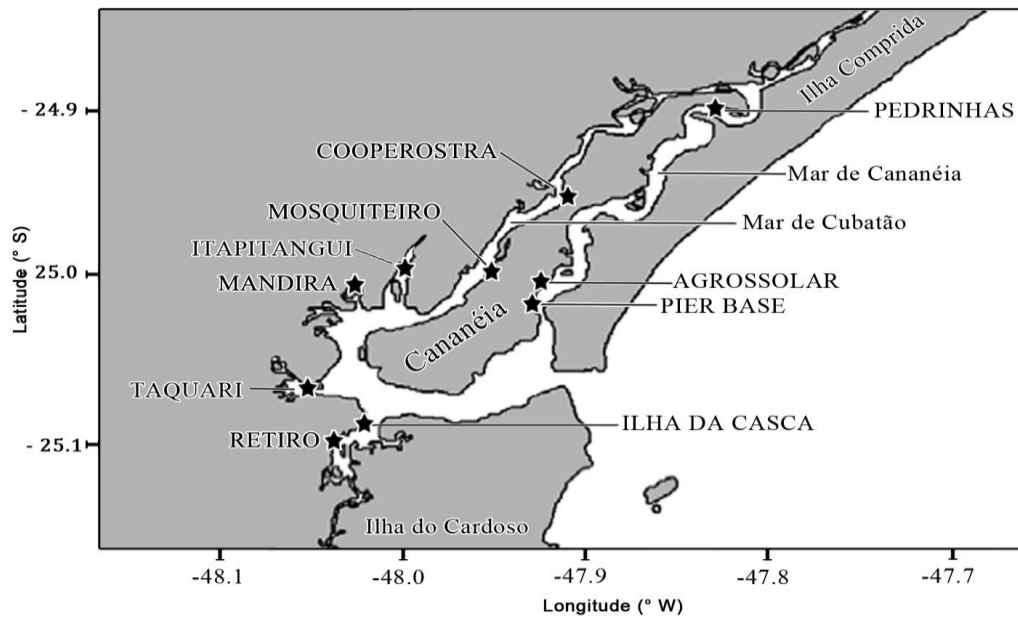 Ilha Comprida
- 24.9
PEDRINHAS
COOPEROSTRA
Mar de Cananéia
MOSQUITEIRO
Mar de Cubatão
ITAPITANGUI
25.0
MANDIRA
AGROSSOLAR
PIER BASE
Cananéia
TAQUARI
ILHA DA CASCA
RETIRO
- 25.1
Ilha do Cardoso
Latitude (° S)
-48.1
-48.0
-47.9
-47.8
-47.7
Longitude (° W)